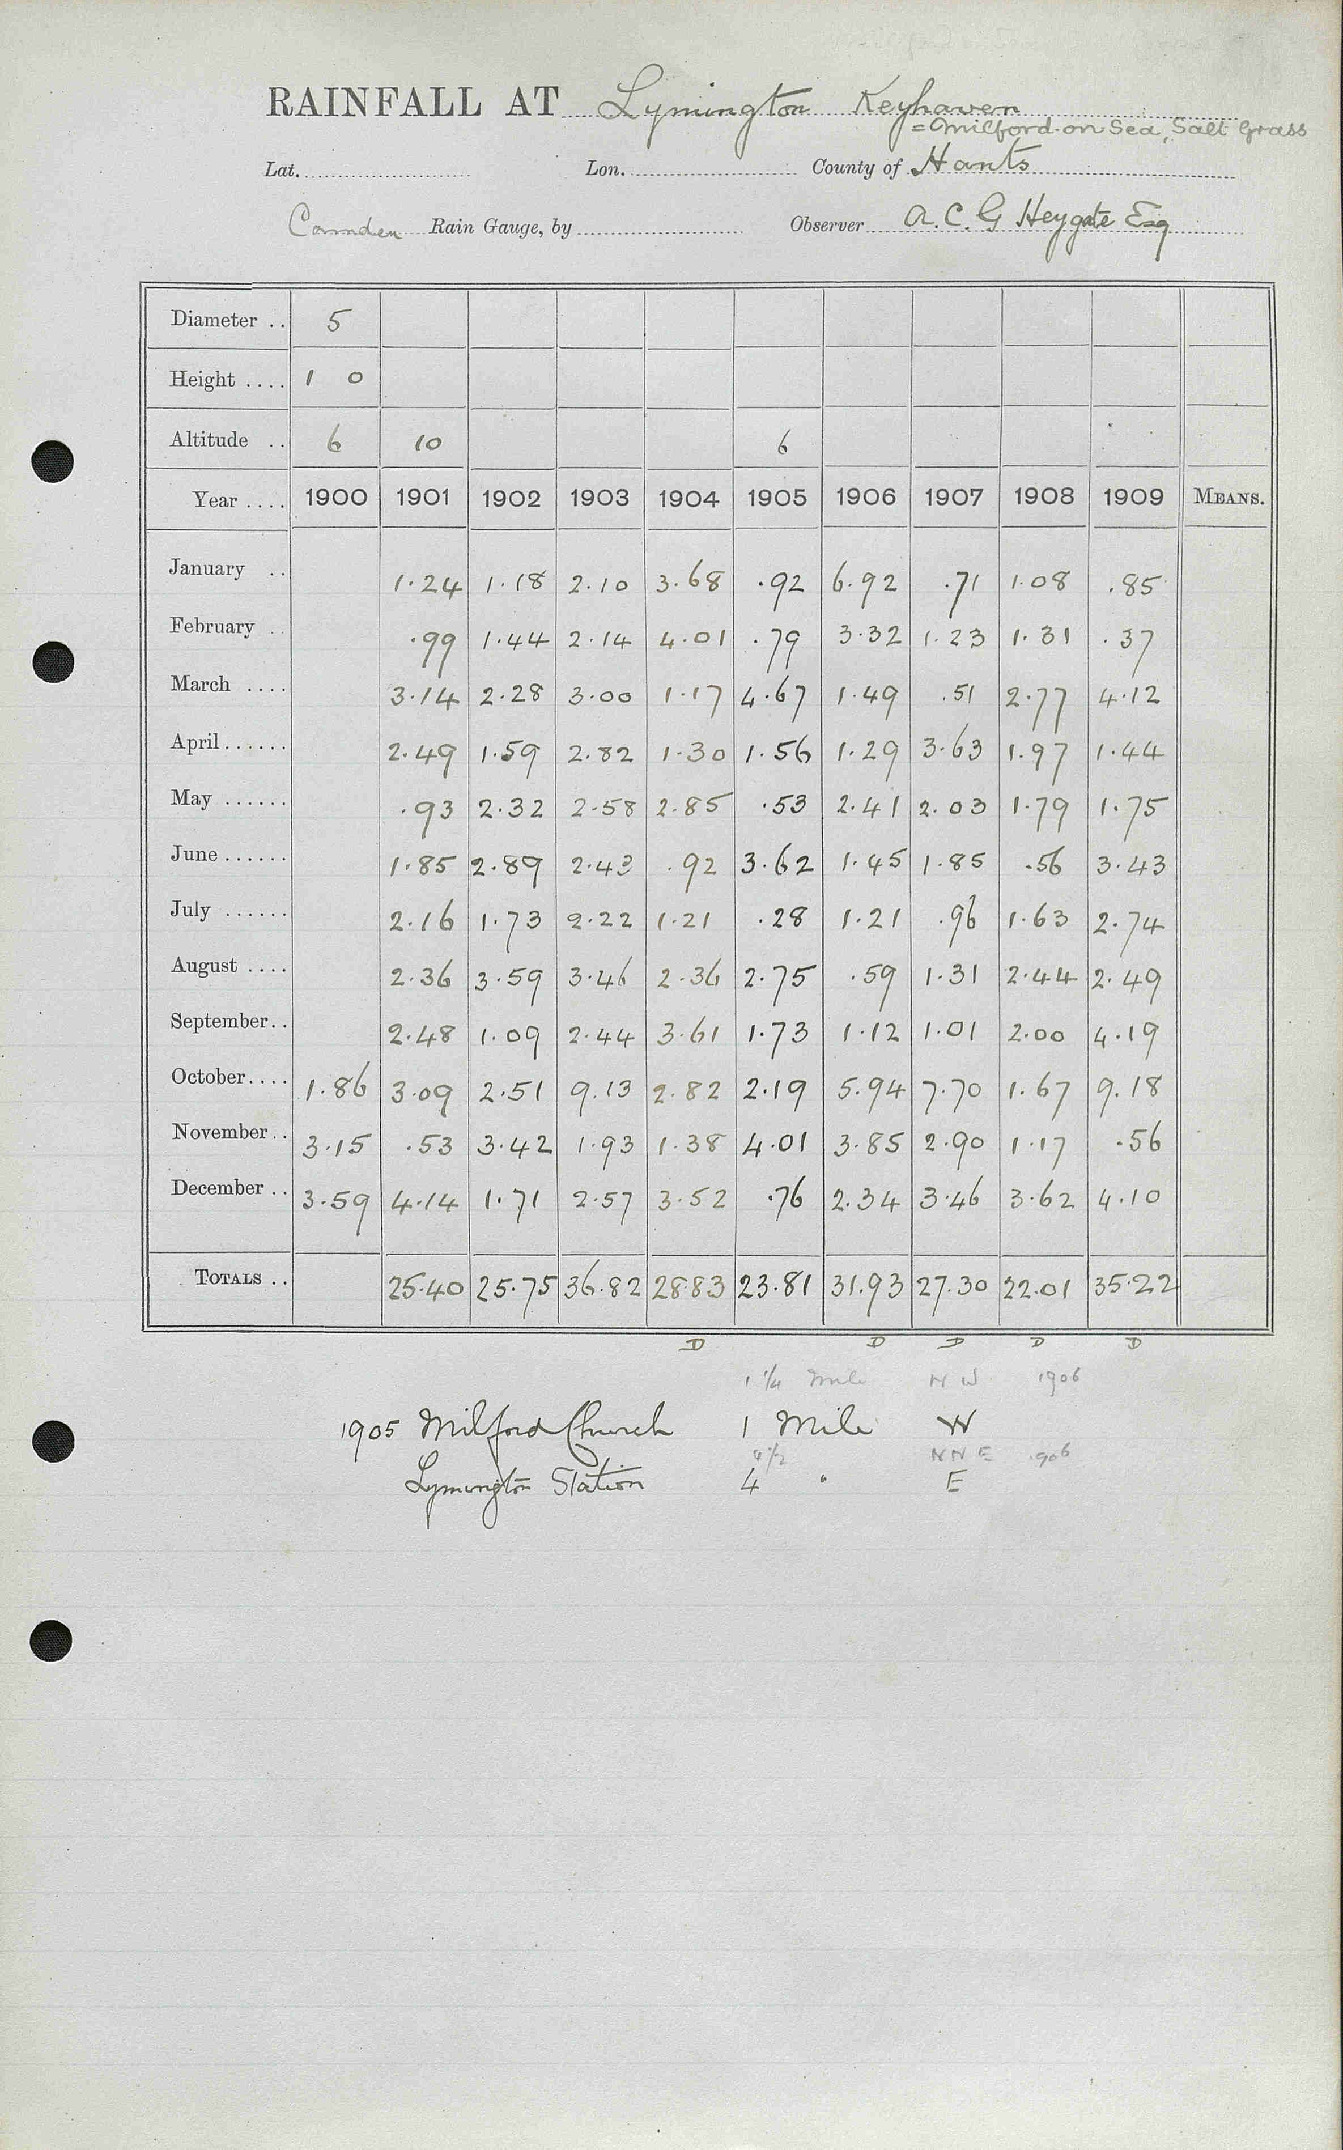 RAINFALL AT Lymington Keyhaven
= Milford-on Sea, Salt Grass
Lat. Lon. County of Hants
Camden Rain Gauge, by Observer A. C. G Heygate Esq
Diameter .. 5
Height .... 1 0
Altitude .. 6 10 6
Year .... 1900 1901 1902 1903 1904 1905 1906 1907 1908 1909 MEANS.
January .. 1.24 1.18 2.10 3.68 .92 6.92 .71 1.08 .85
February .. .99 1.44 2.14 4.01 .79 3.32 1.23 1.31 .37
March .... 3.14 2.28 3.00 1.17 4.67 1.49 .51 2.77 4.12
April...... 2.49 1.59 2.82 1.30 1.56 1.29 3.63 1.97 1.44
May ...... .93 2.32 2.58 2.85 .53 2.41 2.03 1.79 1.75
June ...... 1.85 2.89 2.43 .92 3.62 1.45 1.85 .56 3.43
July ...... 2.16 1.73 2.22 1.21 .28 1.21 .96 1.63 2.74
August .... 2.36 3.59 3.46 2.36 2.75 .59 1.31 2.44 2.49
September.. 2.48 1.09 2.44 3.61 1.73 1.12 1.01 2.00 4.19
October.... 1.86 3.09 2.51 9.13 2.82 2.19 5.94 7.70 1.67 9.18
November.. 3.15 .53 3.42 1.93 1.38 4.01 3.85 2.90 1.17 .56
December .. 3.59 4.14 1.71 2.57 3.52 .76 2.34 3.46 3.62 4.10
TOTALS .. 25.40 25.75 36.82 28.83 23.81 31.93 27.30 22.01 35.22
D D D D D
1 1/4 Mile N W 1906
1905 Milford Church 1 Mile W
4 1/2 N N E 906
Lymington Station 4 " E